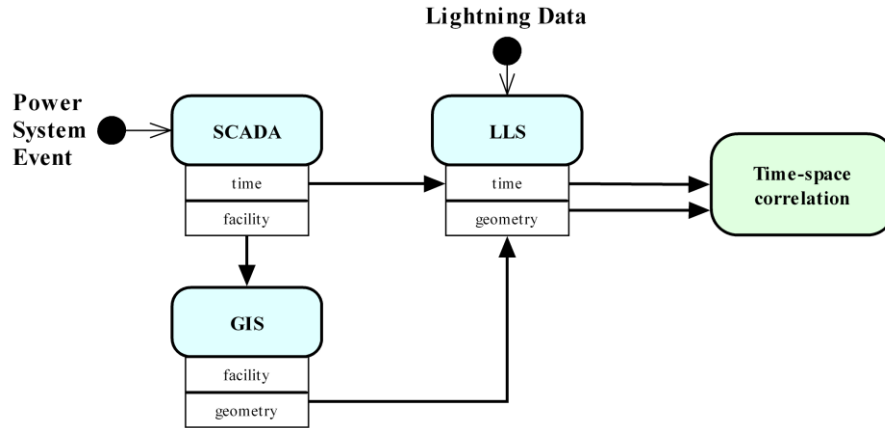 Lightning Data
Power
System
Event
SCADA
time
facility
LLS
time
geometry
Time-space
correlation
GIS
facility
geometry